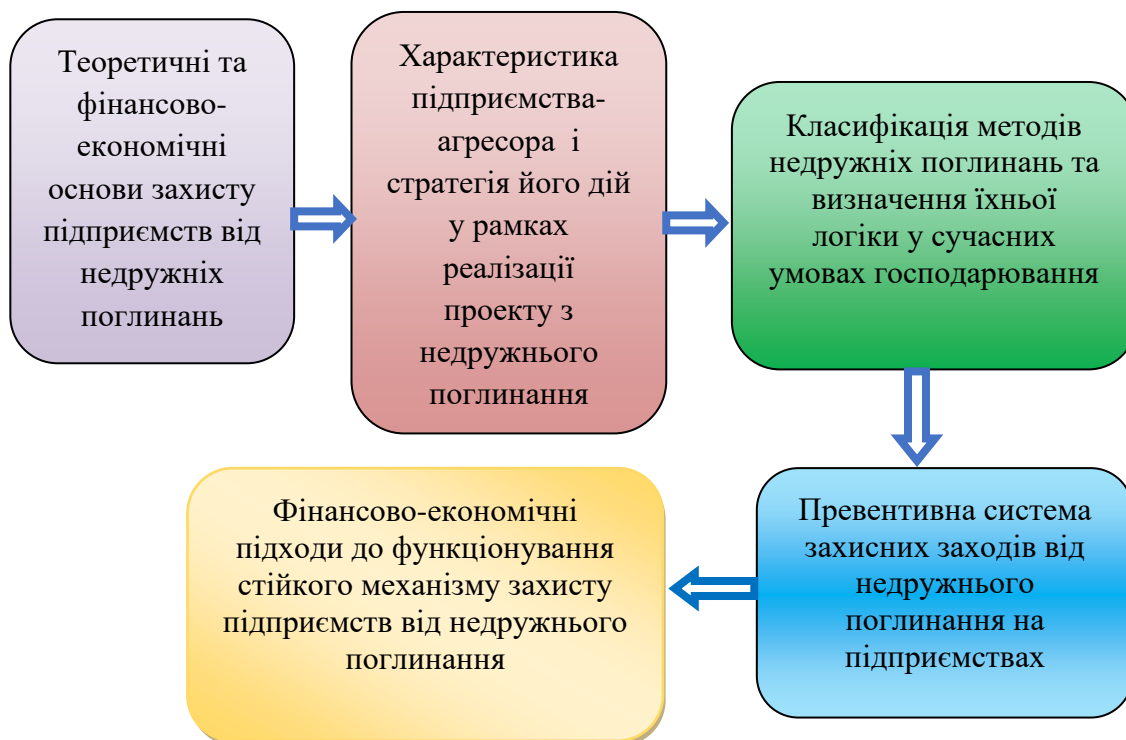 Теоретичні та
фінансово-
економічні
основи захисту
підприємств від
недружніх
поглинань
Характеристика
підприємства-
агресора і
стратегія його дій
у рамках
реалізації
проекту з
недружнього
поглинання
Класифікація методів
недружніх поглинань та
визначення їхньої
логіки у сучасних
умовах господарювання
Превентивна система
захисних заходів від
недружнього
поглинання на
підприємствах
Фінансово-економічні
підходи до функціонування
стійкого механізму захисту
підприємств від недружнього
поглинання